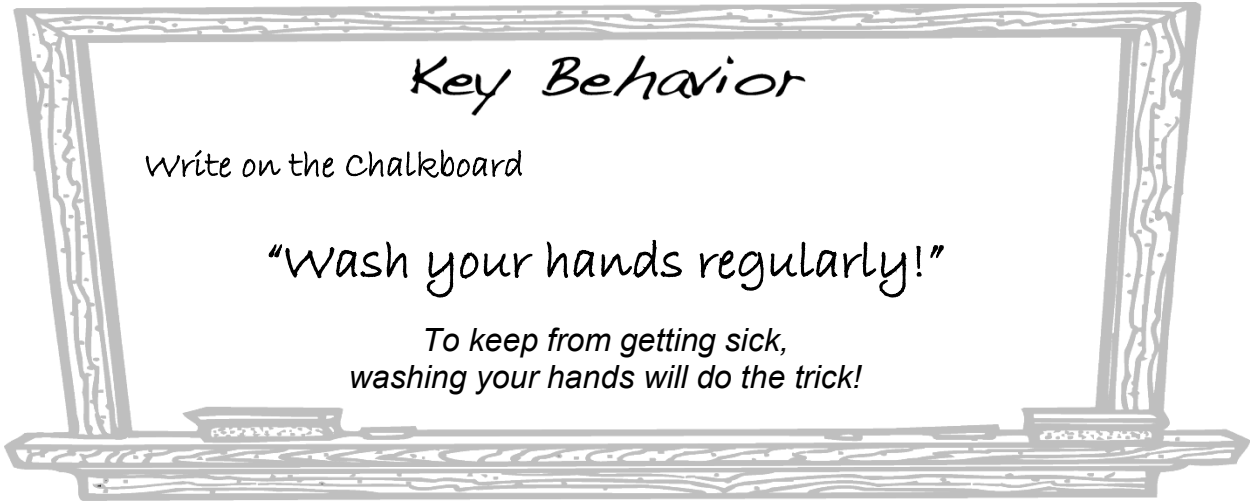 Key Behavior
Write on the Chalkboard
“Wash your hands regularly!”
To keep from getting sick,
washing your hands will do the trick!